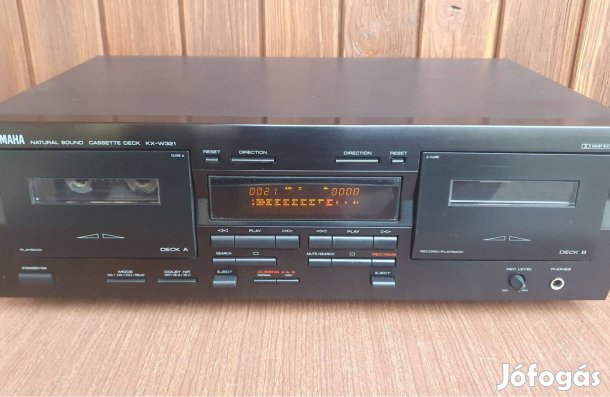 MAHA NATURAL SOUND CASSETTE DECK KX-W321
RESET DIRECTION DIRECTION RESET
0021 0000
PLAY PLAY
PLAYBACK DECK A
SEARCH MUTE/SEARCH REC/PAUSE
RECORD/PLAYBACK DECK B
MODE DOLBY NR
EJECT DUBBING A B EJECT
REC LEVEL PHONES
Jófogás